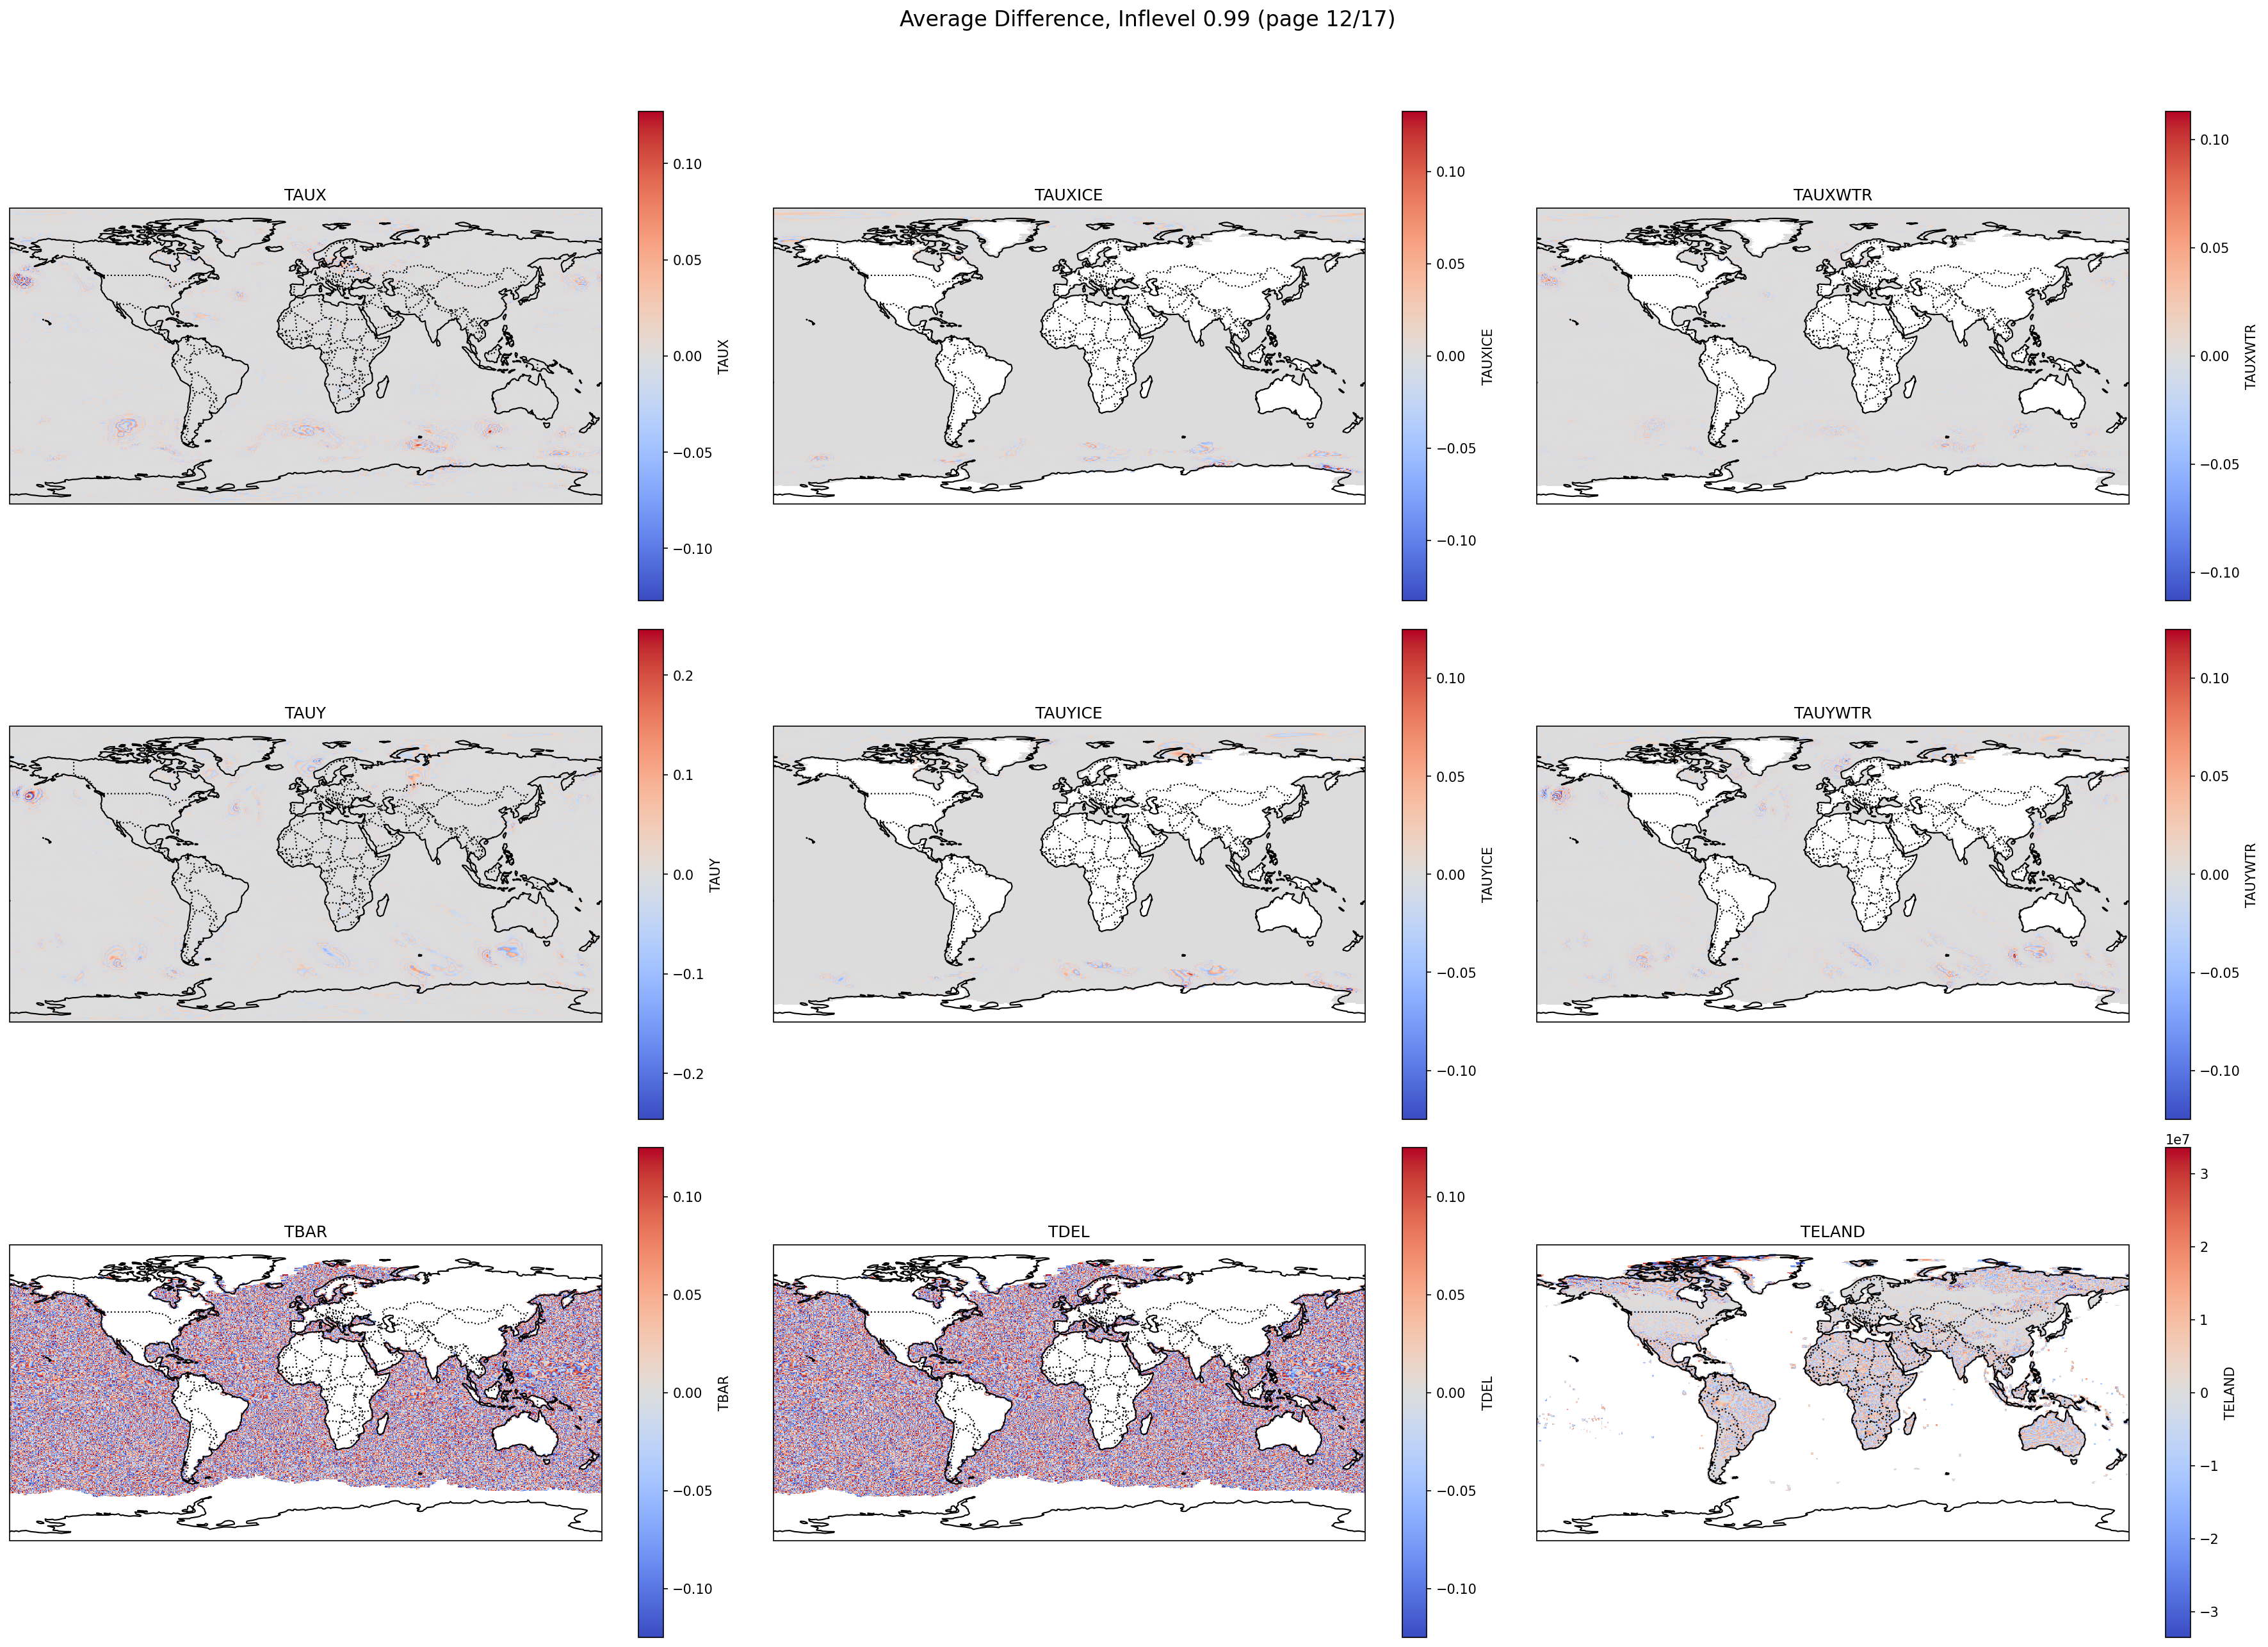 Average Difference, Inflevel 0.99 (page 12/17)
TAUX
0.10
0.05
0.00
−0.05
−0.10
TAUX
TAUXICE
0.10
0.05
0.00
−0.05
−0.10
TAUXICE
TAUXWTR
0.10
0.05
0.00
−0.05
−0.10
TAUXWTR
TAUY
0.2
0.1
0.0
−0.1
−0.2
TAUY
TAUYICE
0.10
0.05
0.00
−0.05
−0.10
TAUYICE
TAUYWTR
0.10
0.05
0.00
−0.05
−0.10
TAUYWTR
TBAR
0.10
0.05
0.00
−0.05
−0.10
TBAR
TDEL
0.10
0.05
0.00
−0.05
−0.10
TDEL
TELAND
1e7
3
2
1
0
−1
−2
−3
TELAND